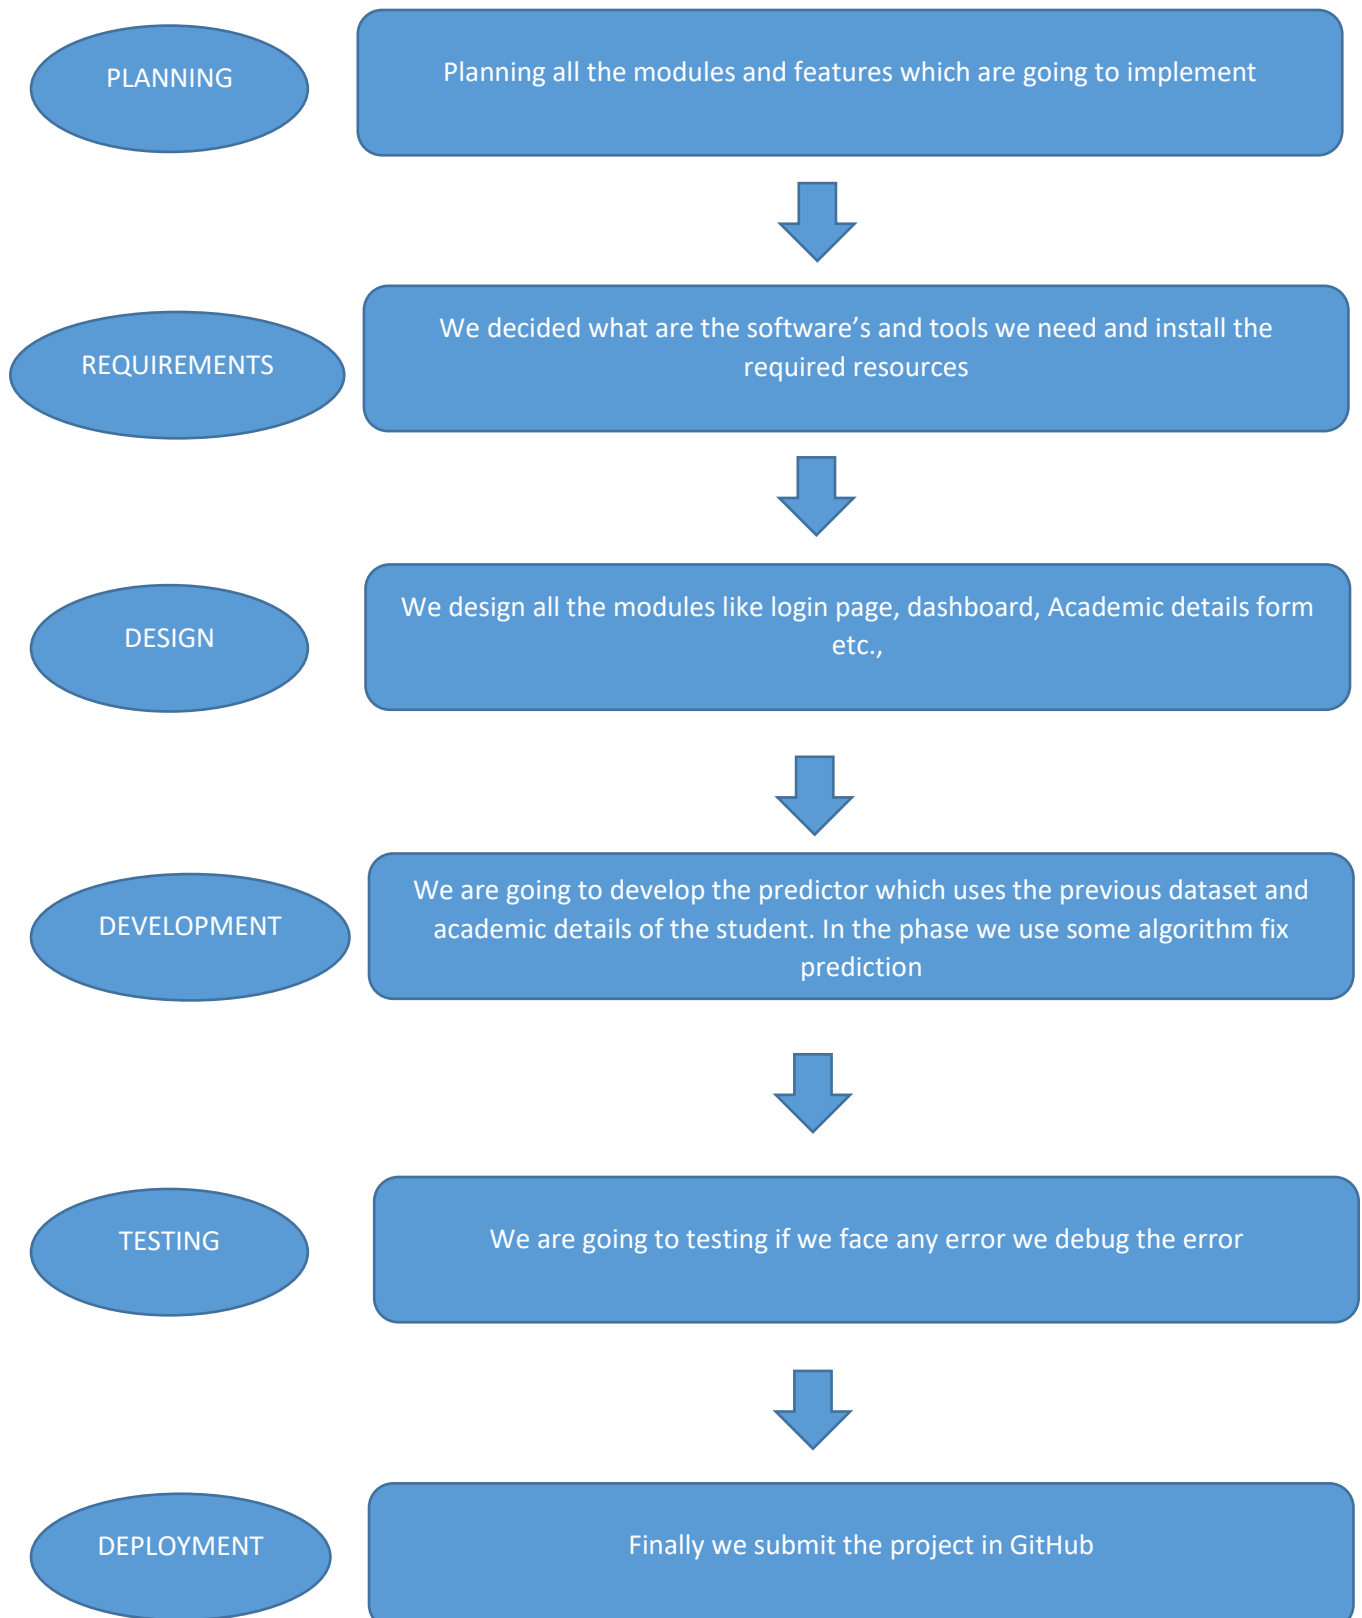 PLANNING
Planning all the modules and features which are going to implement
REQUIREMENTS
We decided what are the software’s and tools we need and install the
required resources
DESIGN
We design all the modules like login page, dashboard, Academic details form
etc.,
DEVELOPMENT
We are going to develop the predictor which uses the previous dataset and
academic details of the student. In the phase we use some algorithm fix
prediction
TESTING
We are going to testing if we face any error we debug the error
DEPLOYMENT
Finally we submit the project in GitHub